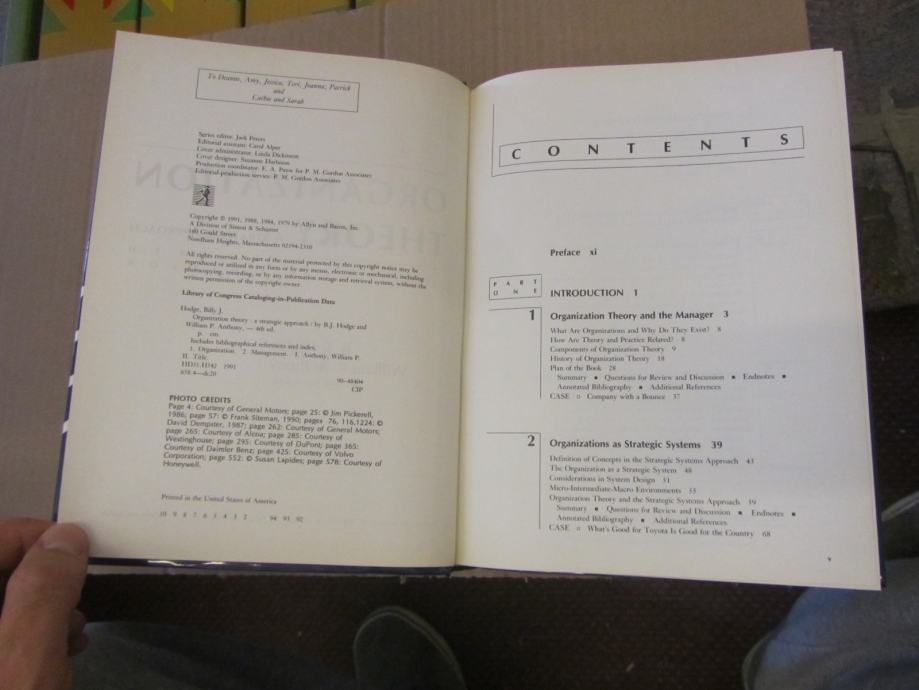 To Deanne, Amy, Jessica, Tori, Joanna, Patrick
and
Cathie and Sarah
Series editor: Jack Peters
Editorial assistant: Carol Alper
Cover administrator: Linda Dickinson
Cover designer: Suzanne Harbison
Production coordinator: F. A. Payne for P. M. Gordon Associates
Editorial-production service: P. M. Gordon Associates
Copyright © 1991, 1988, 1984, 1979 by Allyn and Bacon, Inc.
A Division of Simon & Schuster
160 Gould Street
Needham Heights, Massachusetts 02194-2310
All rights reserved. No part of the material protected by this copyright notice may be
reproduced or utilized in any form or by any means, electronic or mechanical, including
photocopying, recording, or by any information storage and retrieval system, without the
written permission of the copyright owner.
Library of Congress Cataloging-in-Publication Data
Hodge, Billy J.
Organization theory : a strategic approach / by B.J. Hodge and
William P. Anthony, — 4th ed.
p. cm.
Includes bibliographical references and index.
1. Organization. 2. Management. I. Anthony, William P.
II. Title.
HD31.H542 1991
658.4—dc20 90-48404
CIP
PHOTO CREDITS
Page 4: Courtesy of General Motors; page 25: © Jim Pickerell,
1986; page 57: © Frank Siteman, 1990; pages 76, 116,1224: ©
David Dempster, 1987; page 262: Courtesy of General Motors;
page 265: Courtesy of Alcoa; page 285: Courtesy of
Westinghouse; page 295: Courtesy of DuPont; page 365:
Courtesy of Daimler Benz; page 425: Courtesy of Volvo
Corporation; page 552: © Susan Lapides; page 578: Courtesy of
Honeywell.
Printed in the United States of America
10 9 8 7 6 5 4 3 2 94 93 92
CONTENTS
Preface xi
PART
ONE
INTRODUCTION 1
1 Organization Theory and the Manager 3
What Are Organizations and Why Do They Exist? 8
How Are Theory and Practice Related? 8
Components of Organization Theory 9
History of Organization Theory 18
Plan of the Book 28
Summary ■ Questions for Review and Discussion ■ Endnotes ■
Annotated Bibliography ■ Additional References
CASE □ Company with a Bounce 37
2 Organizations as Strategic Systems 39
Definition of Concepts in the Strategic Systems Approach 43
The Organization as a Strategic System 48
Considerations in System Design 51
Micro-Intermediate-Macro Environments 53
Organization Theory and the Strategic Systems Approach 59
Summary ■ Questions for Review and Discussion ■ Endnotes ■
Annotated Bibliography ■ Additional References
CASE □ What's Good for Toyota Is Good for the Country 68
v